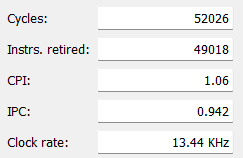 Cycles: 52026
Instrs. retired: 49018
CPI: 1.06
IPC: 0.942
Clock rate: 13.44 KHz